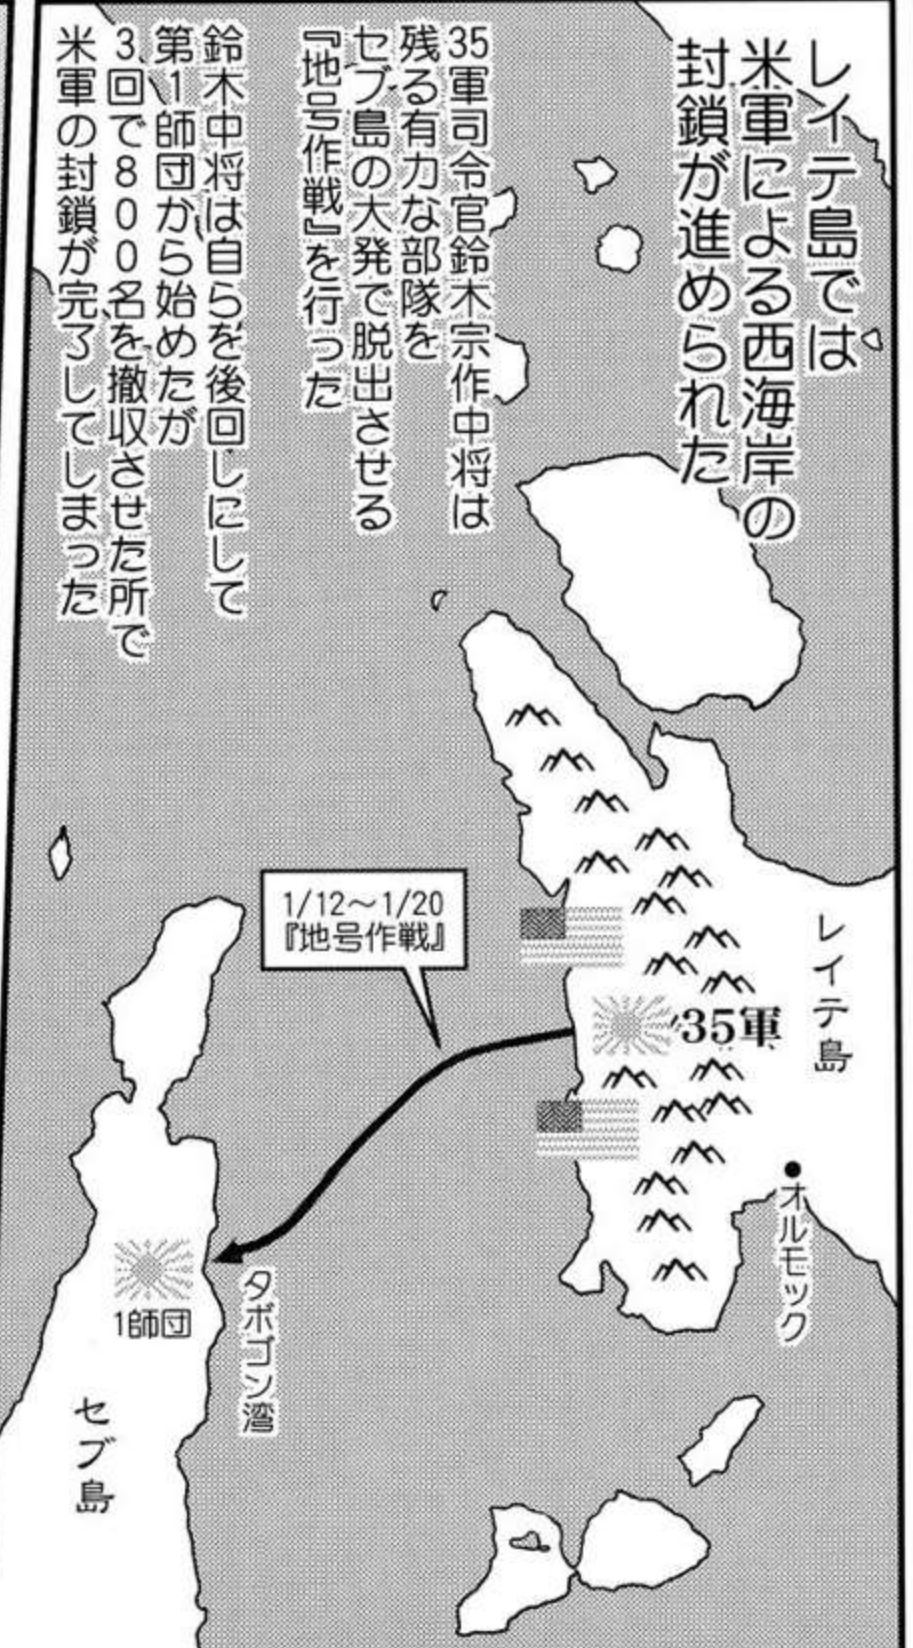 レイテ島では
米軍による西海岸の
封鎖が進められた
35軍司令官鈴木宗作中将は
残る有力な部隊を
セブ島の大発で脱出させる
『地号作戦』を行った
鈴木中将は自らを後回しにして
第1師団から始めたが
3回で800名を撤収させた所で
米軍の封鎖が完了してしまった
1/12～1/20
『地号作戦』
レイテ島
35軍
オルモック
タボゴン湾
1師団
セブ島